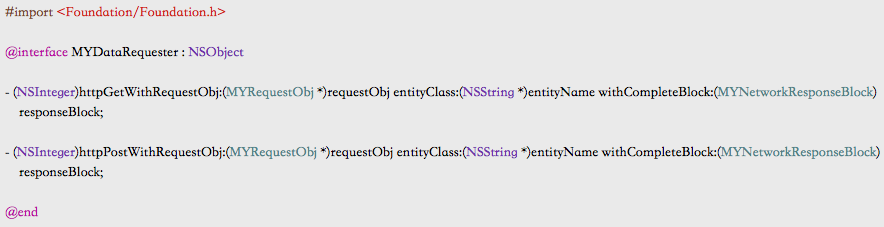 #import <Foundation/Foundation.h>
@interface MYDataRequester : NSObject
- (NSInteger)httpGetWithRequestObj:(MYRequestObj *)requestObj entityClass:(NSString *)entityName withCompleteBlock:(MYNetworkResponseBlock)
responseBlock;
- (NSInteger)httpPostWithRequestObj:(MYRequestObj *)requestObj entityClass:(NSString *)entityName withCompleteBlock:(MYNetworkResponseBlock)
responseBlock;
@end